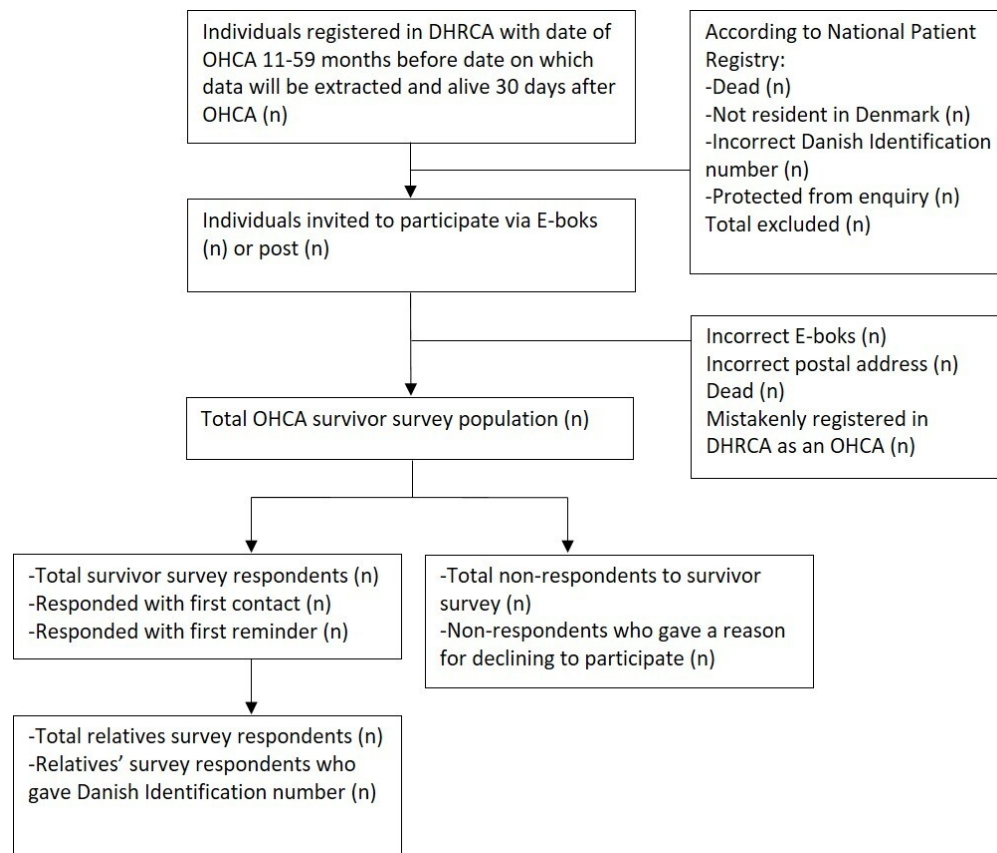 Individuals registered in DHRCA with date of
OHCA 11-59 months before date on which
data will be extracted and alive 30 days after
OHCA (n)
According to National Patient
Registry:
-Dead (n)
-Not resident in Denmark (n)
-Incorrect Danish Identification
number (n)
-Protected from enquiry (n)
Total excluded (n)
Individuals invited to participate via E-boks
(n) or post (n)
Incorrect E-boks (n)
Incorrect postal address (n)
Dead (n)
Mistakenly registered in
DHRCA as an OHCA (n)
Total OHCA survivor survey population (n)
-Total survivor survey respondents (n)
-Responded with first contact (n)
-Responded with first reminder (n)
-Total non-respondents to survivor
survey (n)
-Non-respondents who gave a reason
for declining to participate (n)
-Total relatives survey respondents (n)
-Relatives’ survey respondents who
gave Danish Identification number (n)